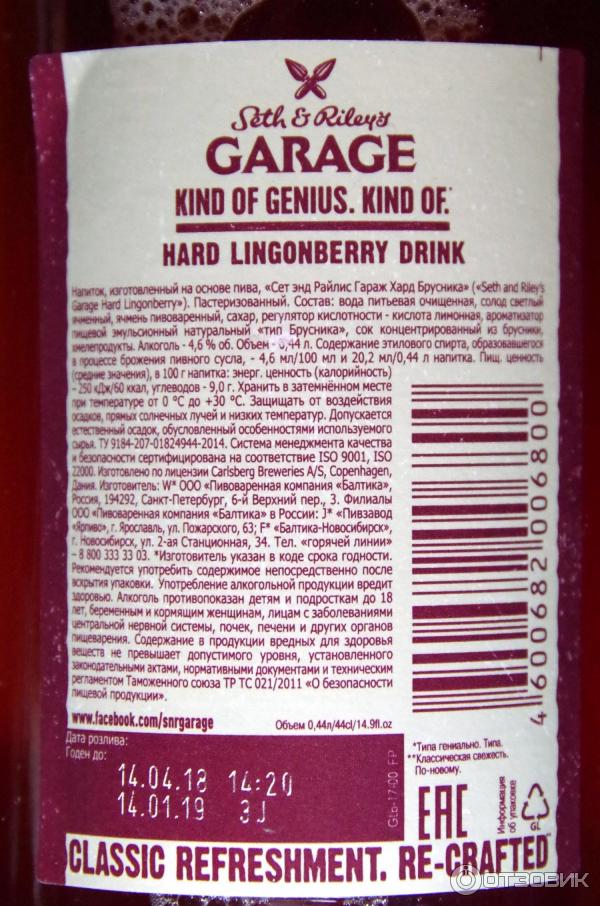 Seth & Riley's
GARAGE
KIND OF GENIUS. KIND OF.*
HARD LINGONBERRY DRINK
Напиток, изготовленный на основе пива, «Сет энд Райлис Гараж Хард Брусника» («Seth and Riley's
Garage Hard Lingonberry»). Пастеризованный. Состав: вода питьевая очищенная, солод светлый
ячменный, ячмень пивоваренный, сахар, регулятор кислотности - кислота лимонная, ароматизатор
пищевой эмульсионный натуральный «тип Брусника», сок концентрированный из брусники,
хмелепродукты. Алкоголь - 4,6 % об. Объем - 0,44 л. Содержание этилового спирта, образовавшегося
в процессе брожения пивного сусла, - 4,6 мл/100 мл и 20,2 мл/0,44 л напитка. Пищ. ценность
(средние значения), в 100 г напитка: энерг. ценность (калорийность)
- 250 кДж/60 ккал, углеводов - 9,0 г. Хранить в затемнённом месте
при температуре от 0 °С до +30 °С. Защищать от воздействия
осадков, прямых солнечных лучей и низких температур. Допускается
естественный осадок, обусловленный особенностями используемого
сырья. ТУ 9184-207-01824944-2014. Система менеджмента качества
и безопасности сертифицирована на соответствие ISO 9001, ISO
22000. Изготовлено по лицензии Carlsberg Breweries A/S, Copenhagen,
Дания. Изготовитель: W* ООО «Пивоваренная компания «Балтика»,
Россия, 194292, Санкт-Петербург, 6-й Верхний пер., 3. Филиалы
ООО «Пивоваренная компания «Балтика» в России: J* «Пивзавод
«Ярпиво», г. Ярославль, ул. Пожарского, 63; F* «Балтика-Новосибирск»,
г. Новосибирск, ул. 2-ая Станционная, 34. Тел. «горячей линии»
– 8 800 333 33 03. *Изготовитель указан в коде срока годности.
Рекомендуется употребить содержимое непосредственно после
вскрытия упаковки. Употребление алкогольной продукции вредит
здоровью. Алкоголь противопоказан детям и подросткам до 18
лет, беременным и кормящим женщинам, лицам с заболеваниями
центральной нервной системы, почек, печени и других органов
пищеварения. Содержание в продукции вредных для здоровья
веществ не превышает допустимого уровня, установленного
законодательными актами, нормативными документами и техническим
регламентом Таможенного союза ТР ТС 021/2011 «О безопасности
пищевой продукции».
www.facebook.com/snrgarage
Объем 0,44л/44cl/14.9fl.oz
4 600682 006800
Дата розлива:
Годен до:
14.04.18 14:20
14.01.19 3J
GLб-17-00 FP
*Типа гениально. Типа.
**Классическая свежесть.
По-новому.
EAC
Информация
об упаковке
GL
CLASSIC REFRESHMENT. RE-CRAFTED**
ОТЗОВИК